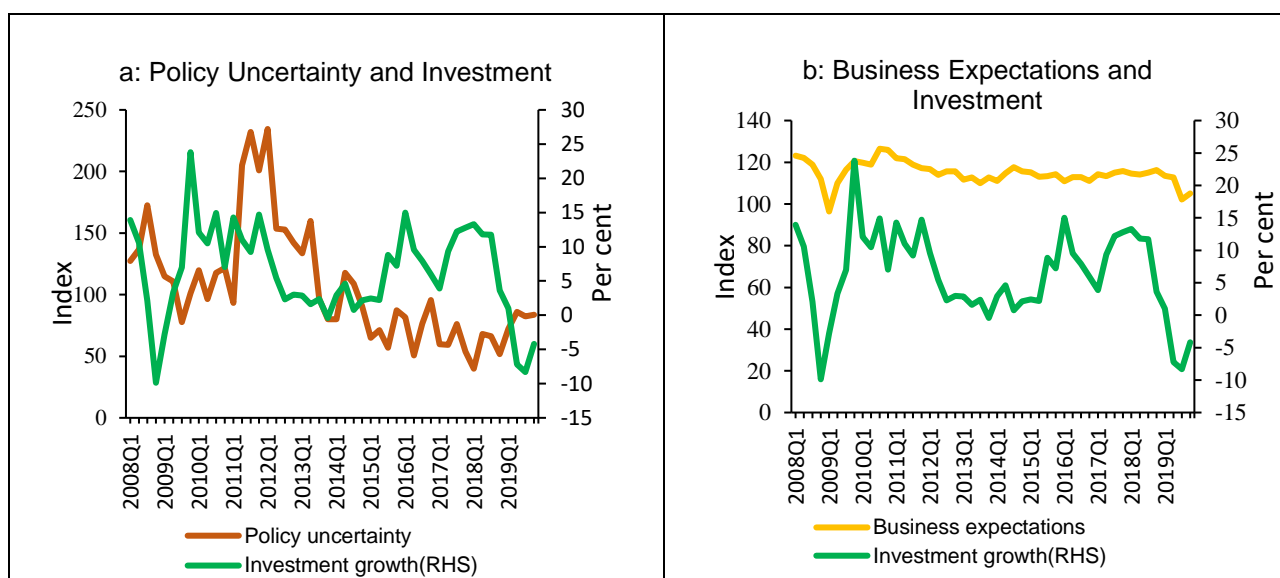 a: Policy Uncertainty and Investment
250
200
150
100
50
0
Index
30
25
20
15
10
5
0
-5
-10
-15
Per cent
2008Q1
2009Q1
2010Q1
2011Q1
2012Q1
2013Q1
2014Q1
2015Q1
2016Q1
2017Q1
2018Q1
2019Q1
Policy uncertainty
Investment growth(RHS)
b: Business Expectations and
Investment
140
120
100
80
60
40
20
0
Index
30
25
20
15
10
5
0
-5
-10
-15
Per cent
2008Q1
2009Q1
2010Q1
2011Q1
2012Q1
2013Q1
2014Q1
2015Q1
2016Q1
2017Q1
2018Q1
2019Q1
Business expectations
Investment growth(RHS)